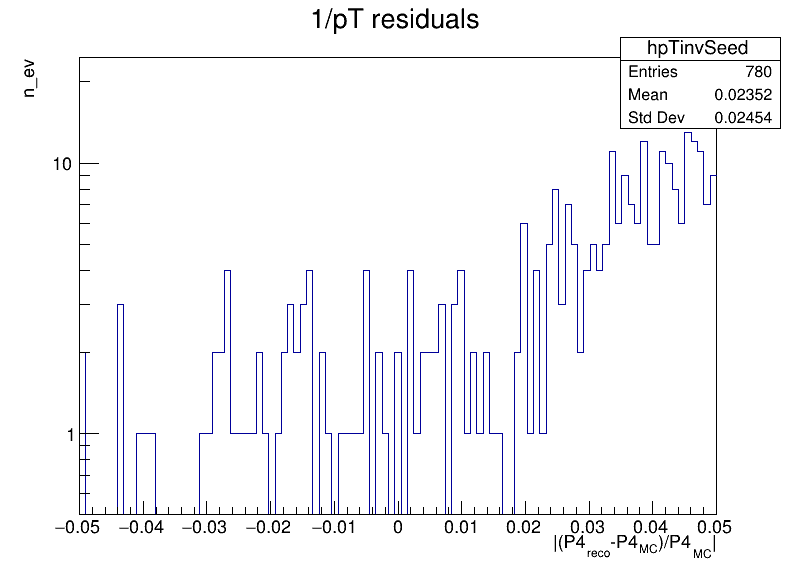 1/pT residuals
hpTinvSeed
Entries 780
Mean 0.02352
Std Dev 0.02454
n_ev
10
1
−0.05 −0.04 −0.03 −0.02 −0.01 0 0.01 0.02 0.03 0.04 0.05
|(P4reco-P4MC)/P4MC|